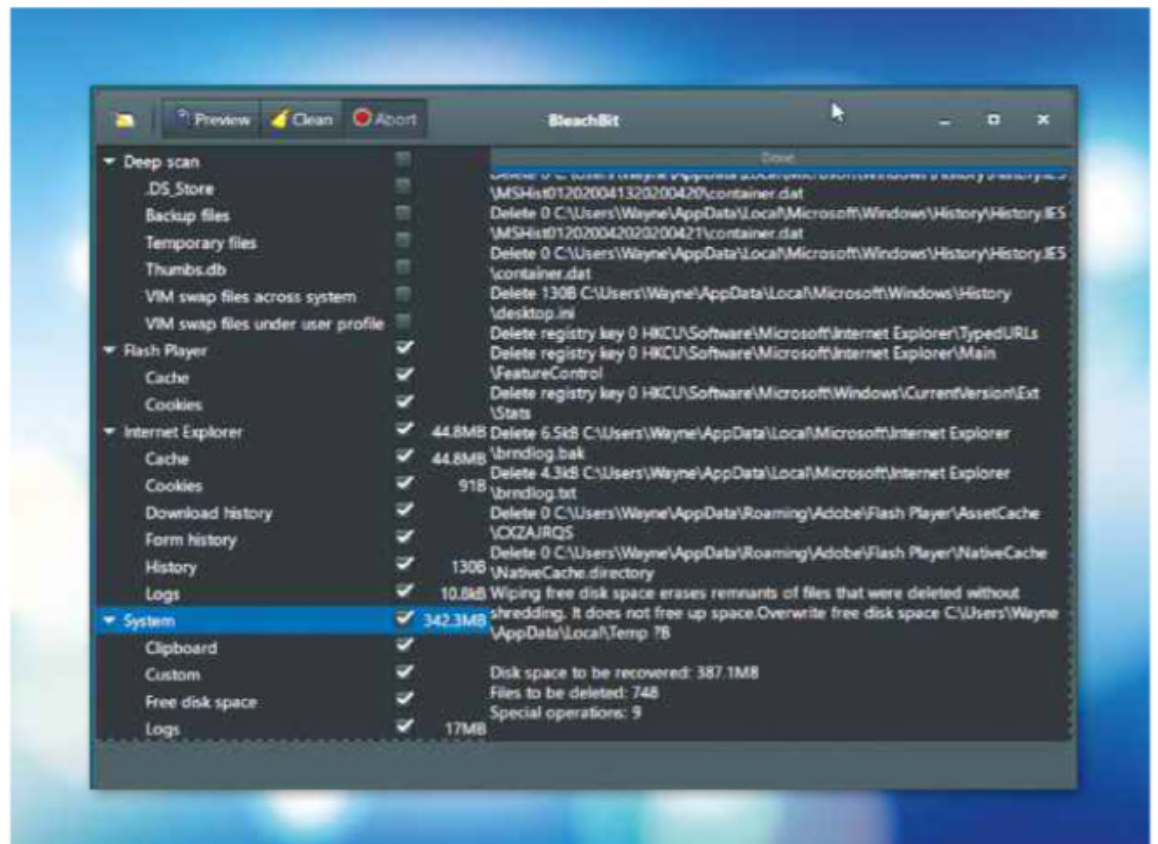 Preview Clean Abort BleachBit
Deep scan
.DS_Store
Backup files
Temporary files
Thumbs.db
VIM swap files across system
VIM swap files under user profile
Flash Player
Cache
Cookies
Internet Explorer 44.8MB
Cache 44.8MB
Cookies 91B
Download history
Form history
History 130B
Logs 10.8kB
System 342.3MB
Clipboard
Custom
Free disk space
Logs 17MB
Done
\MSHist012020041320200420\container.dat
Delete 0 C:\Users\Wayne\AppData\Local\Microsoft\Windows\History\History.IE5
\MSHist012020042020200421\container.dat
Delete 0 C:\Users\Wayne\AppData\Local\Microsoft\Windows\History\History.IE5
\container.dat
Delete 130B C:\Users\Wayne\AppData\Local\Microsoft\Windows\History
\desktop.ini
Delete registry key 0 HKCU\Software\Microsoft\Internet Explorer\TypedURLs
Delete registry key 0 HKCU\Software\Microsoft\Internet Explorer\Main
\FeatureControl
Delete registry key 0 HKCU\Software\Microsoft\Windows\CurrentVersion\Ext
\Stats
Delete 6.5kB C:\Users\Wayne\AppData\Local\Microsoft\Internet Explorer
\brndlog.bak
Delete 4.3kB C:\Users\Wayne\AppData\Local\Microsoft\Internet Explorer
\brndlog.txt
Delete 0 C:\Users\Wayne\AppData\Roaming\Adobe\Flash Player\AssetCache
\CXZAJRQS
Delete 0 C:\Users\Wayne\AppData\Roaming\Adobe\Flash Player\NativeCache
\NativeCache.directory
Wiping free disk space erases remnants of files that were deleted without
shredding. It does not free up space.Overwrite free disk space C:\Users\Wayne
\AppData\Local\Temp ?B
Disk space to be recovered: 387.1MB
Files to be deleted: 748
Special operations: 9